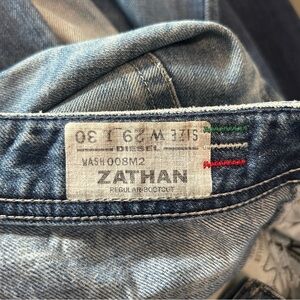 SIZE W 29 L 30
DIESEL
WASH 008M2
ZATHAN
REGULAR-BOOTCUT